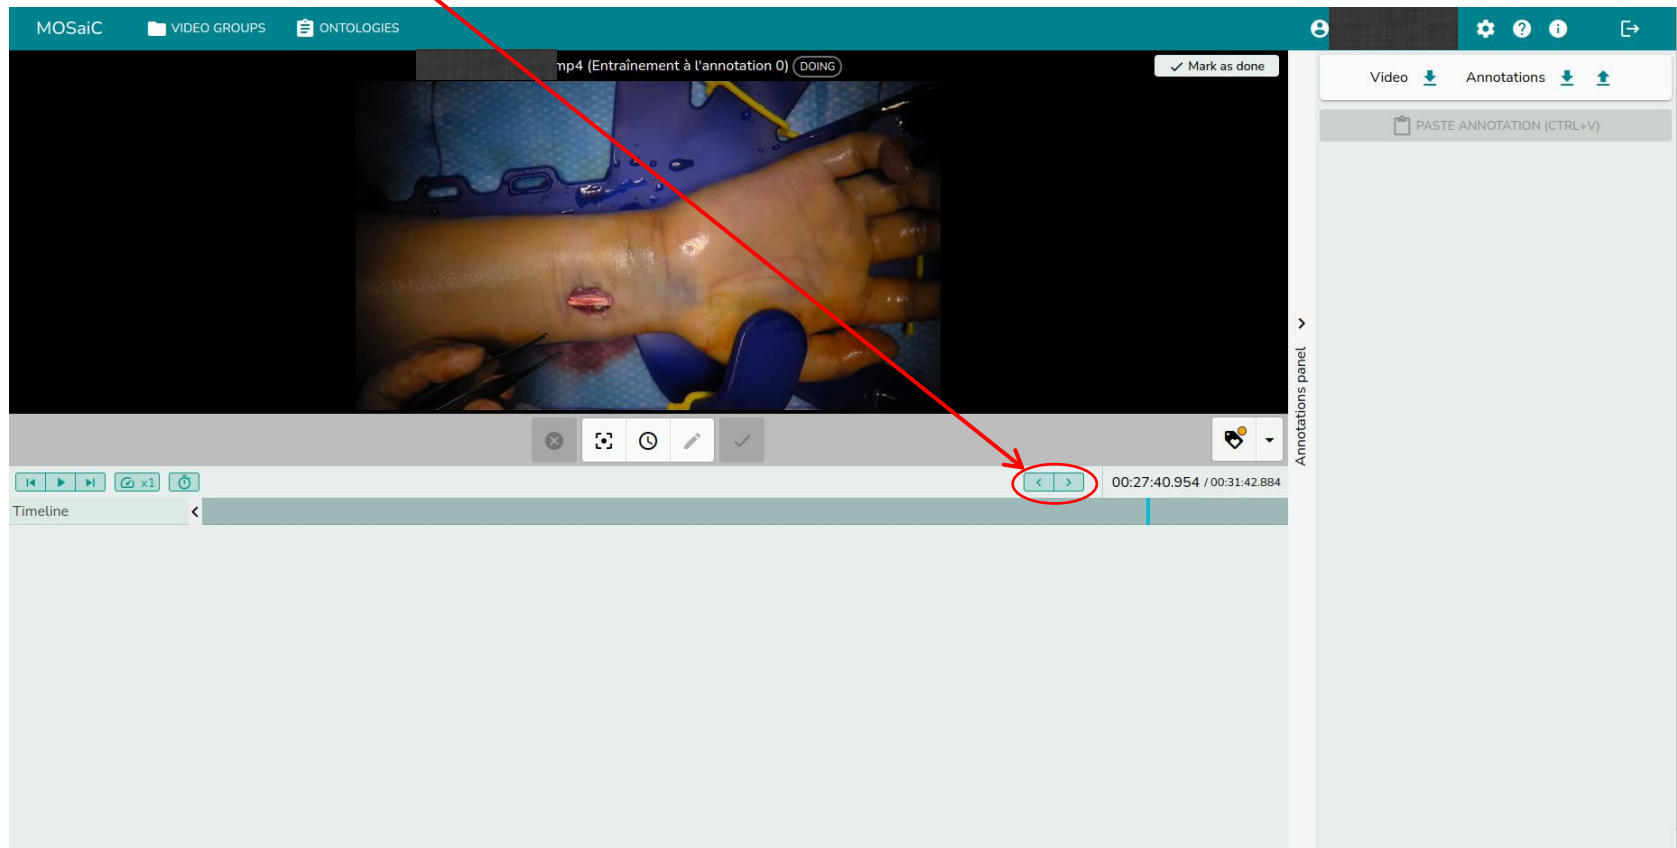 MOSaiC VIDEO GROUPS ONTOLOGIES
mp4 (Entraînement à l'annotation 0) DOING
Mark as done
Video Annotations
PASTE ANNOTATION (CTRL+V)
Annotations panel
x1
00:27:40.954 / 00:31:42.884
Timeline